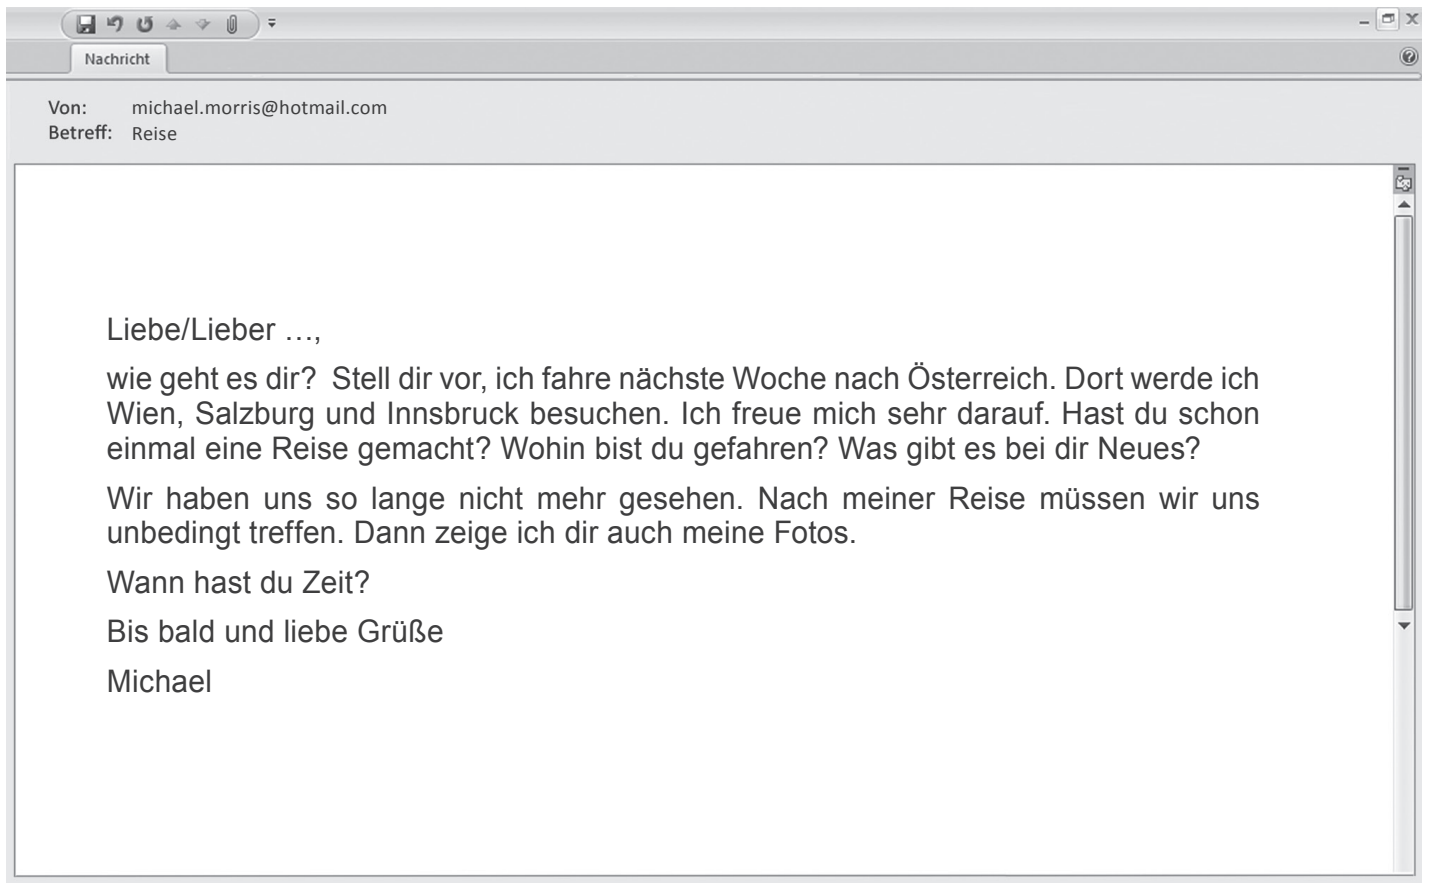 Nachricht
Von: michael.morris@hotmail.com
Betreff: Reise
Liebe/Lieber …,
wie geht es dir?  Stell dir vor, ich fahre nächste Woche nach Österreich. Dort werde ich
Wien, Salzburg und Innsbruck besuchen. Ich freue mich sehr darauf. Hast du schon
einmal eine Reise gemacht? Wohin bist du gefahren? Was gibt es bei dir Neues?
Wir haben uns so lange nicht mehr gesehen. Nach meiner Reise müssen wir uns
unbedingt treffen. Dann zeige ich dir auch meine Fotos.
Wann hast du Zeit?
Bis bald und liebe Grüße
Michael